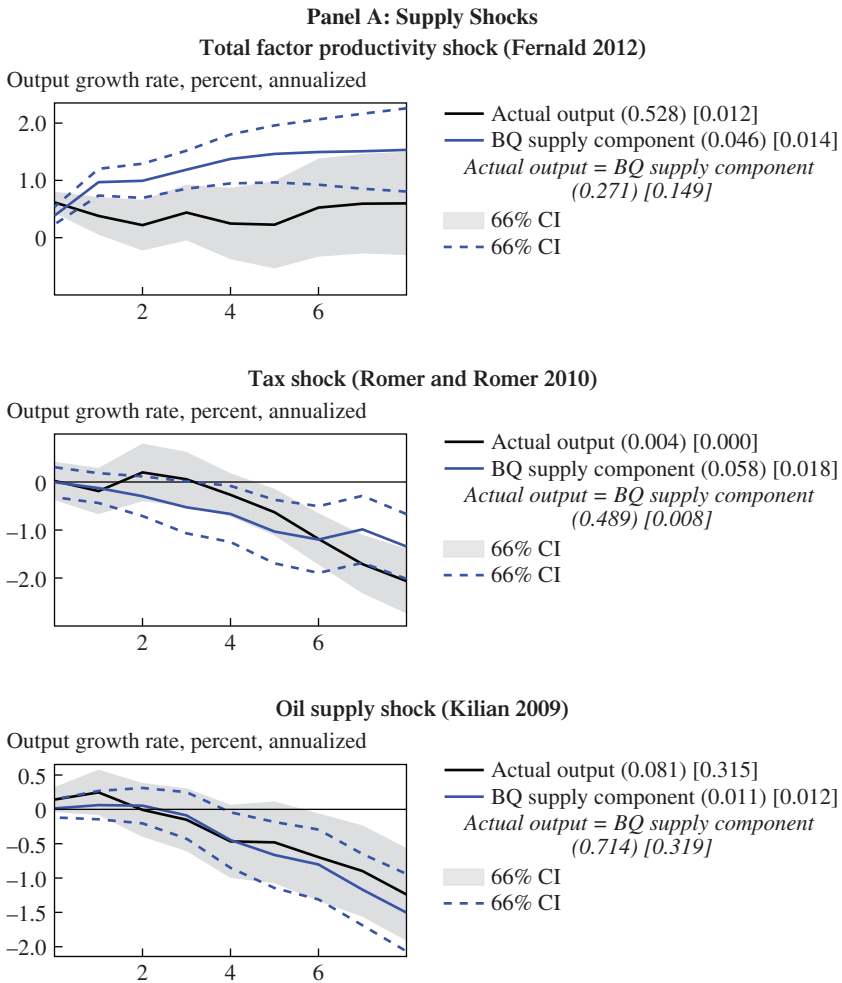 Panel A: Supply Shocks
Total factor productivity shock (Fernald 2012)
Output growth rate, percent, annualized
2.0
1.0
0
2 4 6
Actual output (0.528) [0.012]
BQ supply component (0.046) [0.014]
Actual output = BQ supply component
(0.271) [0.149]
66% CI
66% CI
Tax shock (Romer and Romer 2010)
Output growth rate, percent, annualized
0
–1.0
–2.0
2 4 6
Actual output (0.004) [0.000]
BQ supply component (0.058) [0.018]
Actual output = BQ supply component
(0.489) [0.008]
66% CI
66% CI
Oil supply shock (Kilian 2009)
Output growth rate, percent, annualized
0.5
0
–0.5
–1.0
–1.5
–2.0
2 4 6
Actual output (0.081) [0.315]
BQ supply component (0.011) [0.012]
Actual output = BQ supply component
(0.714) [0.319]
66% CI
66% CI